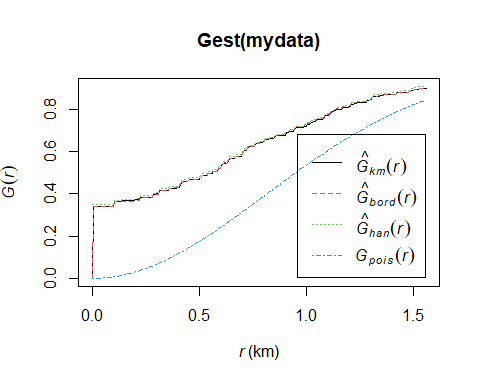 Gest(mydata)
G(r)
0.8
0.6
0.4
0.2
0.0
Ĝkm(r)
Ĝbord(r)
Ĝhan(r)
Gpois(r)
0.0 0.5 1.0 1.5
r (km)